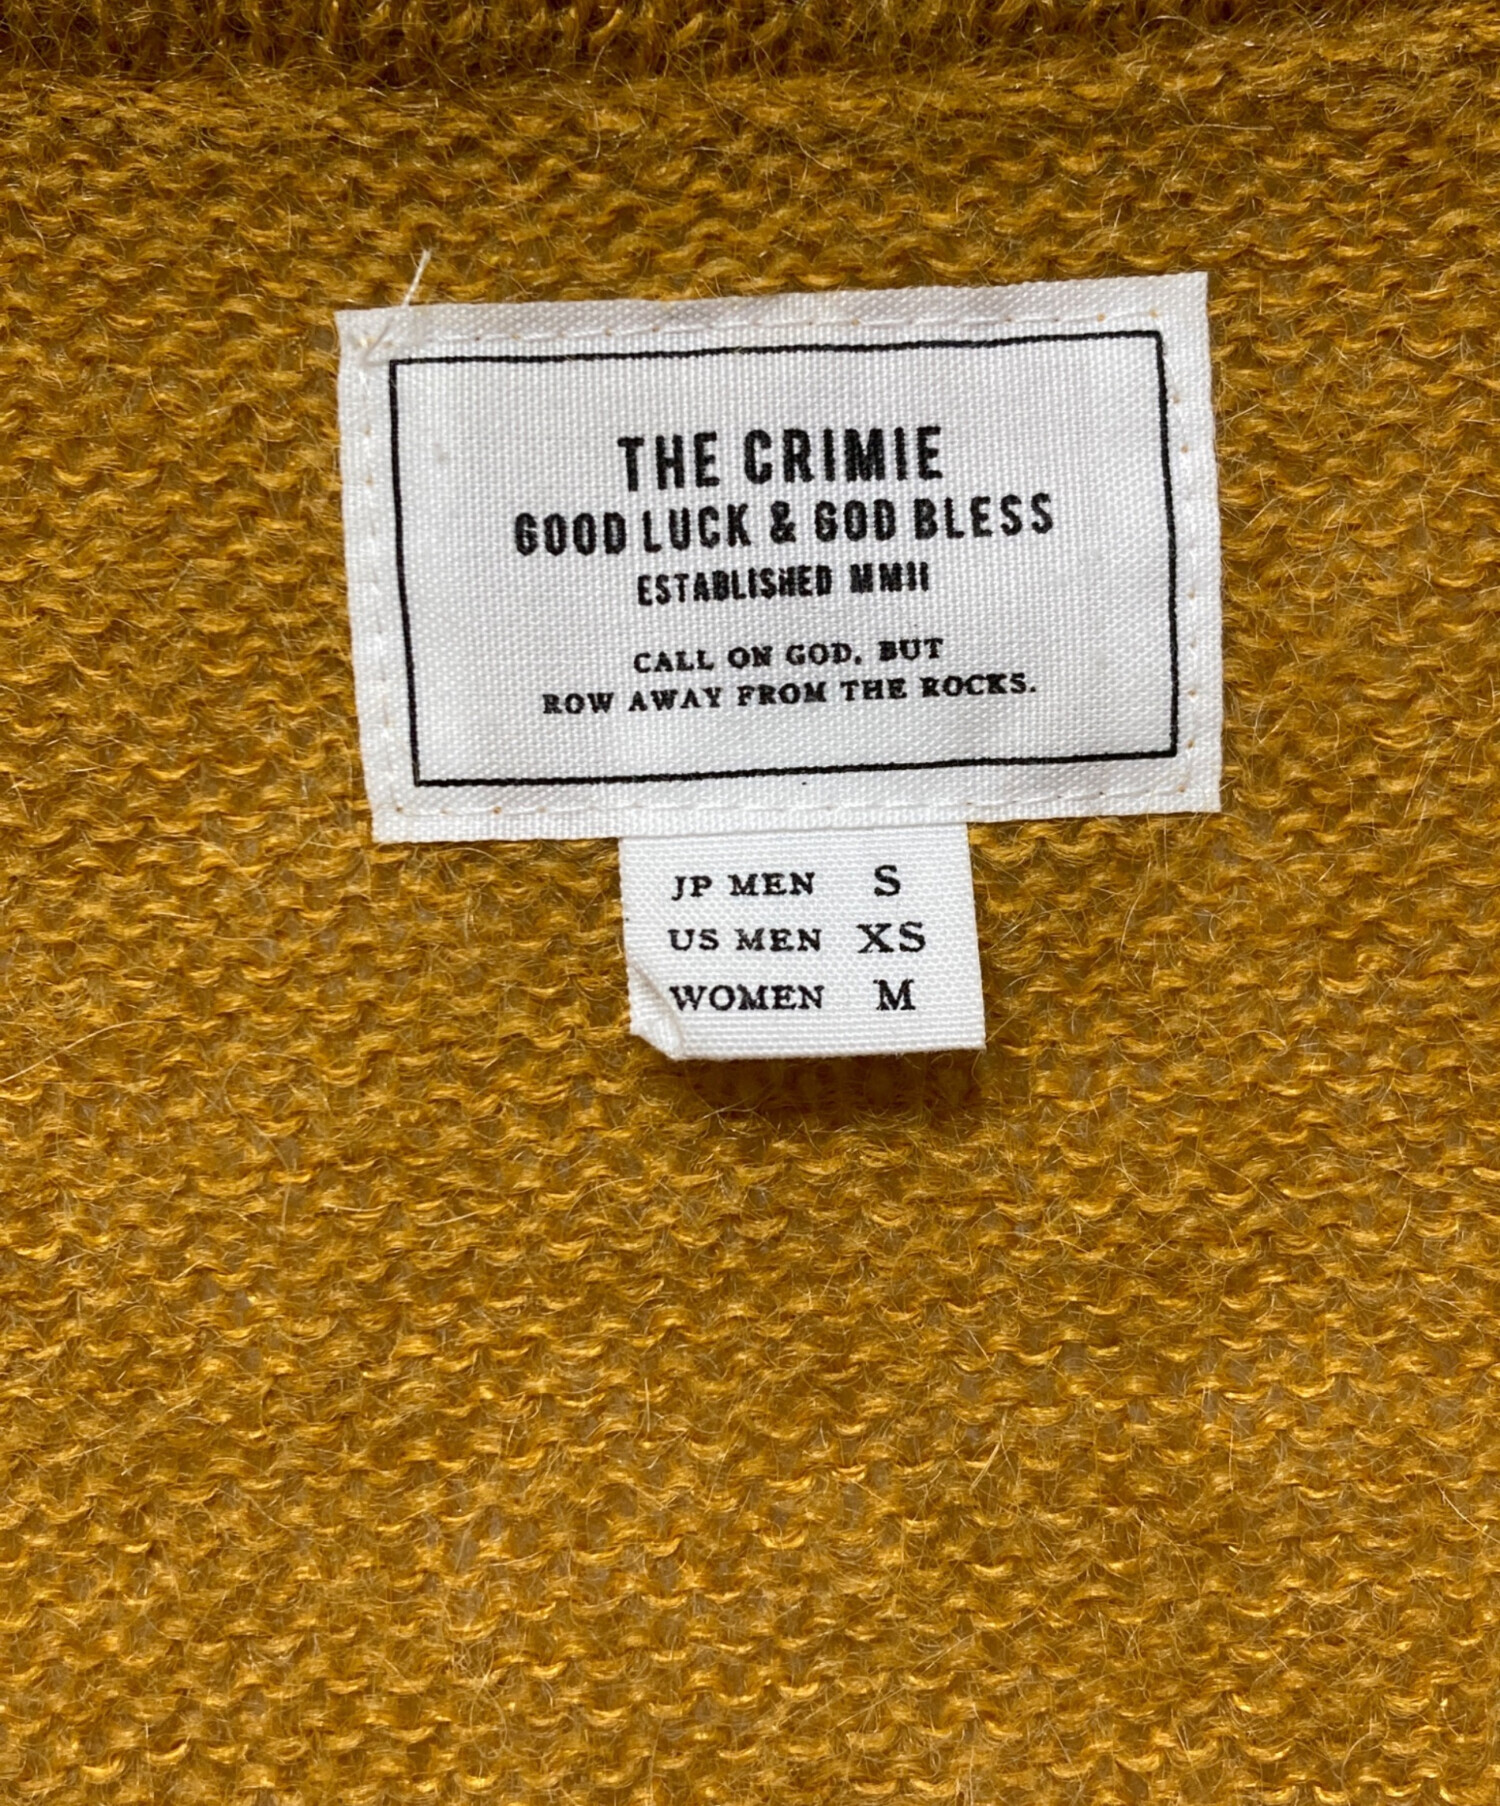 THE CRIMIE
GOOD LUCK & GOD BLESS
ESTABLISHED MMII
CALL ON GOD, BUT
ROW AWAY FROM THE ROCKS.
JP MEN S
US MEN XS
WOMEN M